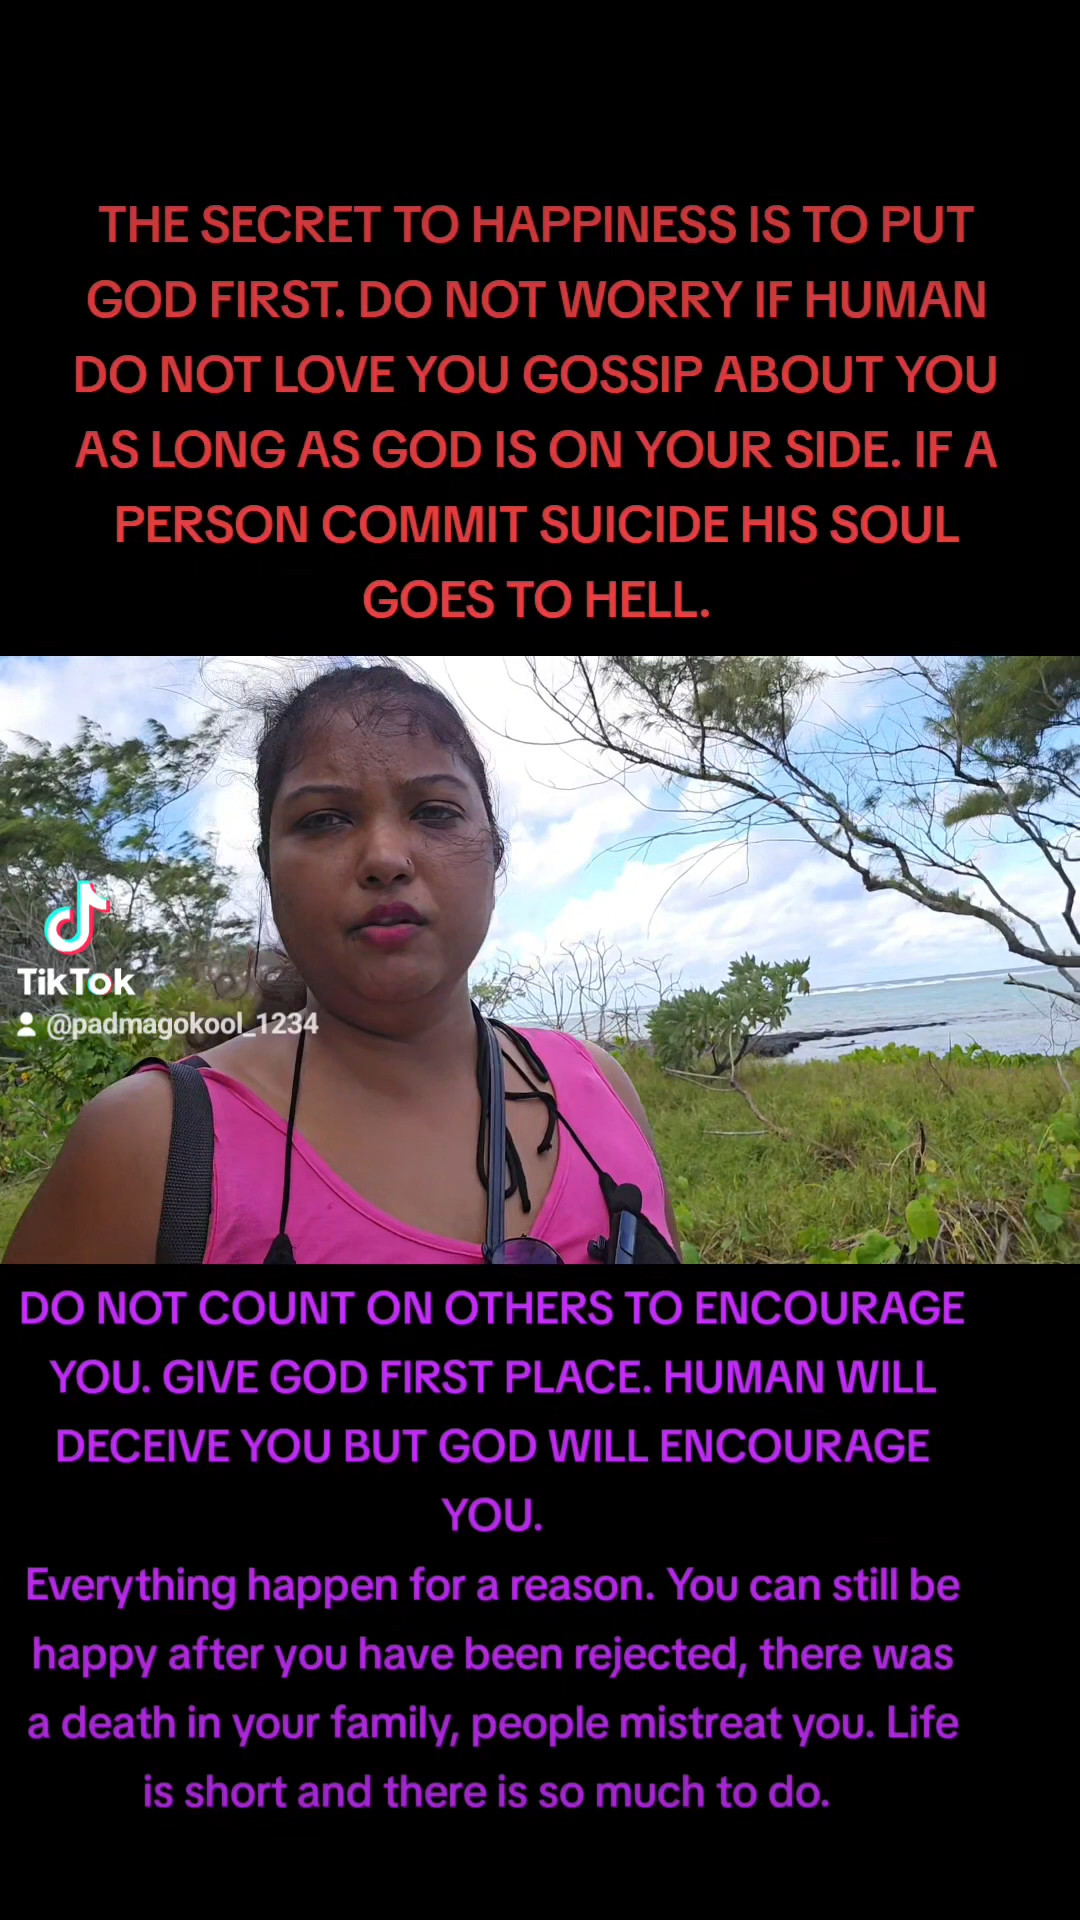 THE SECRET TO HAPPINESS IS TO PUT
GOD FIRST. DO NOT WORRY IF HUMAN
DO NOT LOVE YOU GOSSIP ABOUT YOU
AS LONG AS GOD IS ON YOUR SIDE. IF A
PERSON COMMIT SUICIDE HIS SOUL
GOES TO HELL.
TikTok
@padmagokool_1234
DO NOT COUNT ON OTHERS TO ENCOURAGE
YOU. GIVE GOD FIRST PLACE. HUMAN WILL
DECEIVE YOU BUT GOD WILL ENCOURAGE
YOU.
Everything happen for a reason. You can still be
happy after you have been rejected, there was
a death in your family, people mistreat you. Life
is short and there is so much to do.